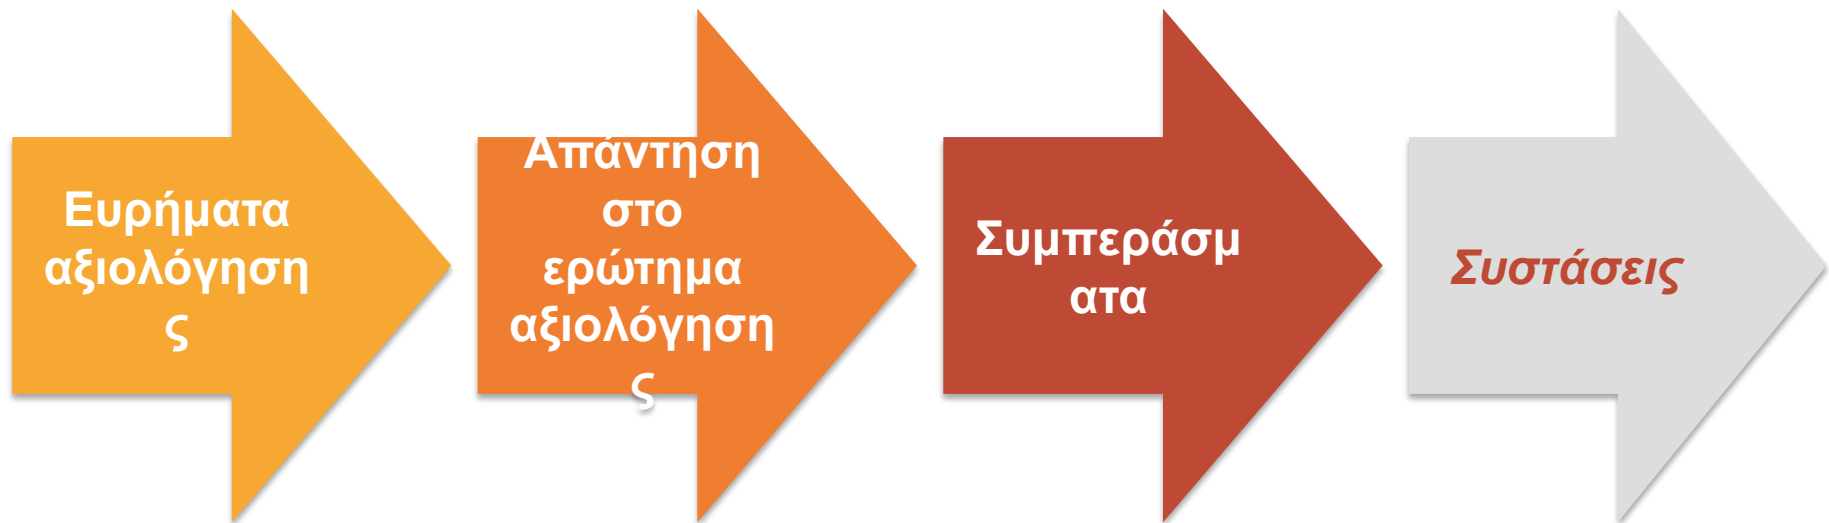 Ευρήματα
αξιολόγηση
ς
Απάντηση
στο
ερώτημα
αξιολόγηση
ς
Συμπεράσμ
ατα
Συστάσεις